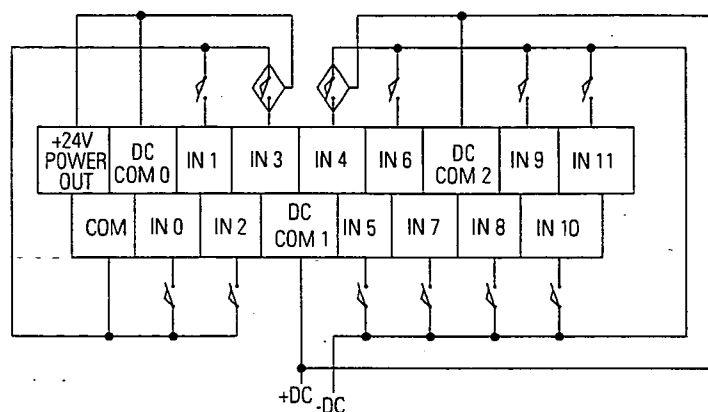 +24V
POWER
OUT
DC
COM 0
IN 1
IN 3
IN 4
IN 6
DC
COM 2
IN 9
IN 11
COM
IN 0
IN 2
DC
COM 1
IN 5
IN 7
IN 8
IN 10
+DC
-DC